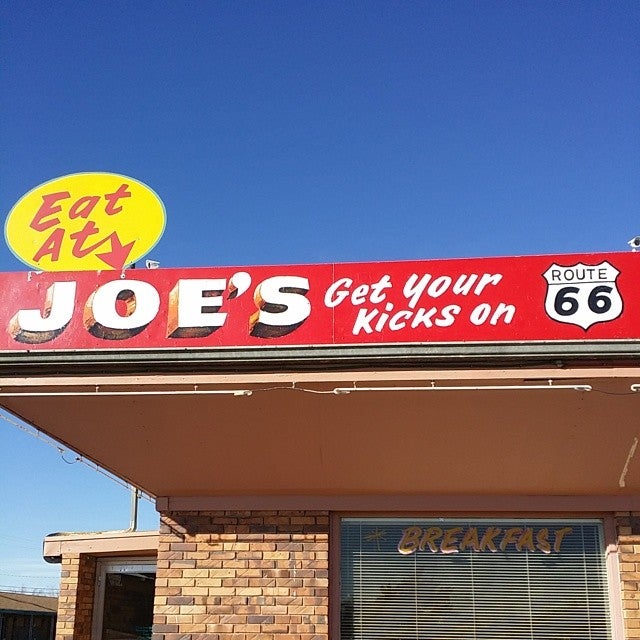 Eat
At
JOE'S
Get your
Kicks on
ROUTE
66
BREAKFAST